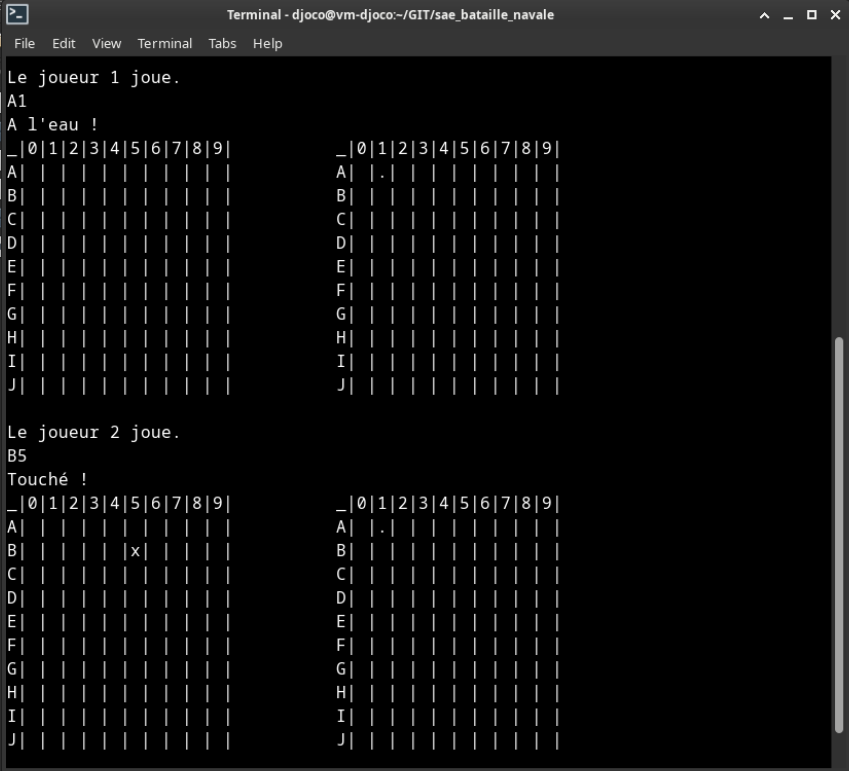 Terminal - djoco@vm-djoco:~/GIT/sae_bataille_navale
File Edit View Terminal Tabs Help
Le joueur 1 joue.
A1
A l'eau !
_|0|1|2|3|4|5|6|7|8|9|          _|0|1|2|3|4|5|6|7|8|9|
A| | | | | | | | | | |          A| |.| | | | | | | | |
B| | | | | | | | | | |          B| | | | | | | | | | |
C| | | | | | | | | | |          C| | | | | | | | | | |
D| | | | | | | | | | |          D| | | | | | | | | | |
E| | | | | | | | | | |          E| | | | | | | | | | |
F| | | | | | | | | | |          F| | | | | | | | | | |
G| | | | | | | | | | |          G| | | | | | | | | | |
H| | | | | | | | | | |          H| | | | | | | | | | |
I| | | | | | | | | | |          I| | | | | | | | | | |
J| | | | | | | | | | |          J| | | | | | | | | | |
Le joueur 2 joue.
B5
Touché !
_|0|1|2|3|4|5|6|7|8|9|          _|0|1|2|3|4|5|6|7|8|9|
A| | | | | | | | | | |          A| |.| | | | | | | | |
B| | | | | |x| | | | |          B| | | | | | | | | | |
C| | | | | | | | | | |          C| | | | | | | | | | |
D| | | | | | | | | | |          D| | | | | | | | | | |
E| | | | | | | | | | |          E| | | | | | | | | | |
F| | | | | | | | | | |          F| | | | | | | | | | |
G| | | | | | | | | | |          G| | | | | | | | | | |
H| | | | | | | | | | |          H| | | | | | | | | | |
I| | | | | | | | | | |          I| | | | | | | | | | |
J| | | | | | | | | | |          J| | | | | | | | | | |